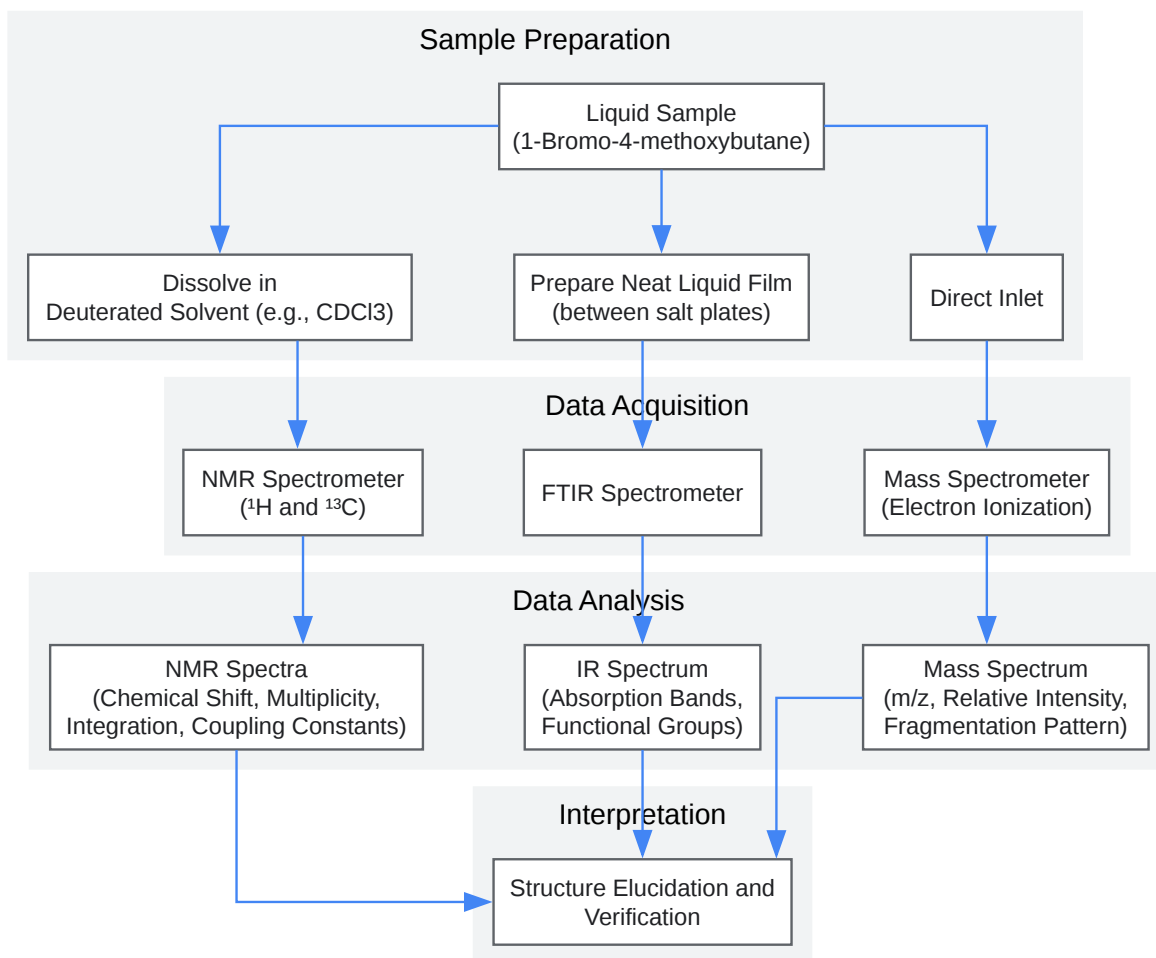 Sample Preparation
Liquid Sample
(1-Bromo-4-methoxybutane)
Dissolve in
Deuterated Solvent (e.g., CDCl3)
Prepare Neat Liquid Film
(between salt plates)
Direct Inlet
Data Acquisition
NMR Spectrometer
(¹H and ¹³C)
FTIR Spectrometer
Mass Spectrometer
(Electron Ionization)
Data Analysis
NMR Spectra
(Chemical Shift, Multiplicity,
Integration, Coupling Constants)
IR Spectrum
(Absorption Bands,
Functional Groups)
Mass Spectrum
(m/z, Relative Intensity,
Fragmentation Pattern)
Interpretation
Structure Elucidation and
Verification